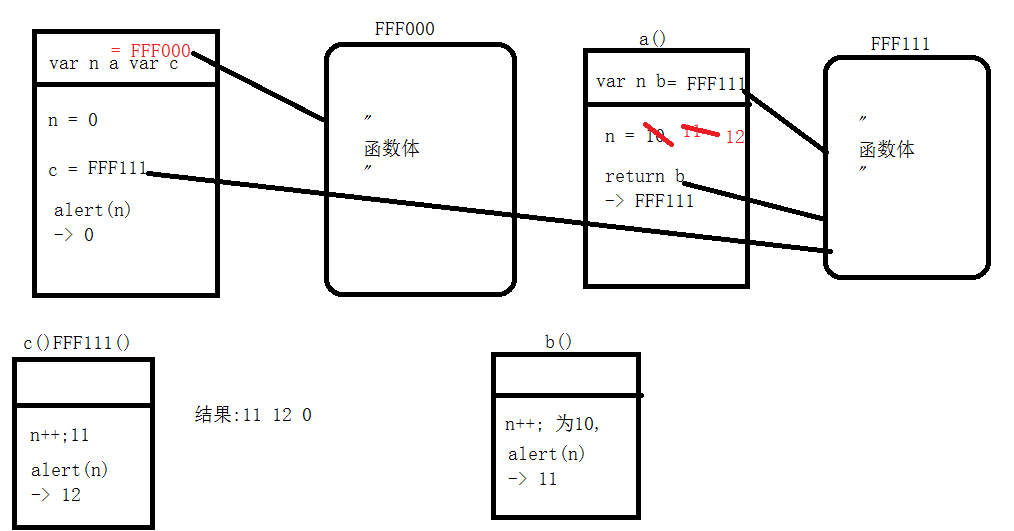 FFF000
= FFF000
var n a var c
n = 0
c = FFF111
alert(n)
-> 0
"
函数体
"
a()
var n b= FFF111
n = 10 11 12
return b
-> FFF111
FFF111
"
函数体
"
c()FFF111()
n++;11
alert(n)
-> 12
结果:11 12 0
b()
n++; 为10,
alert(n)
-> 11